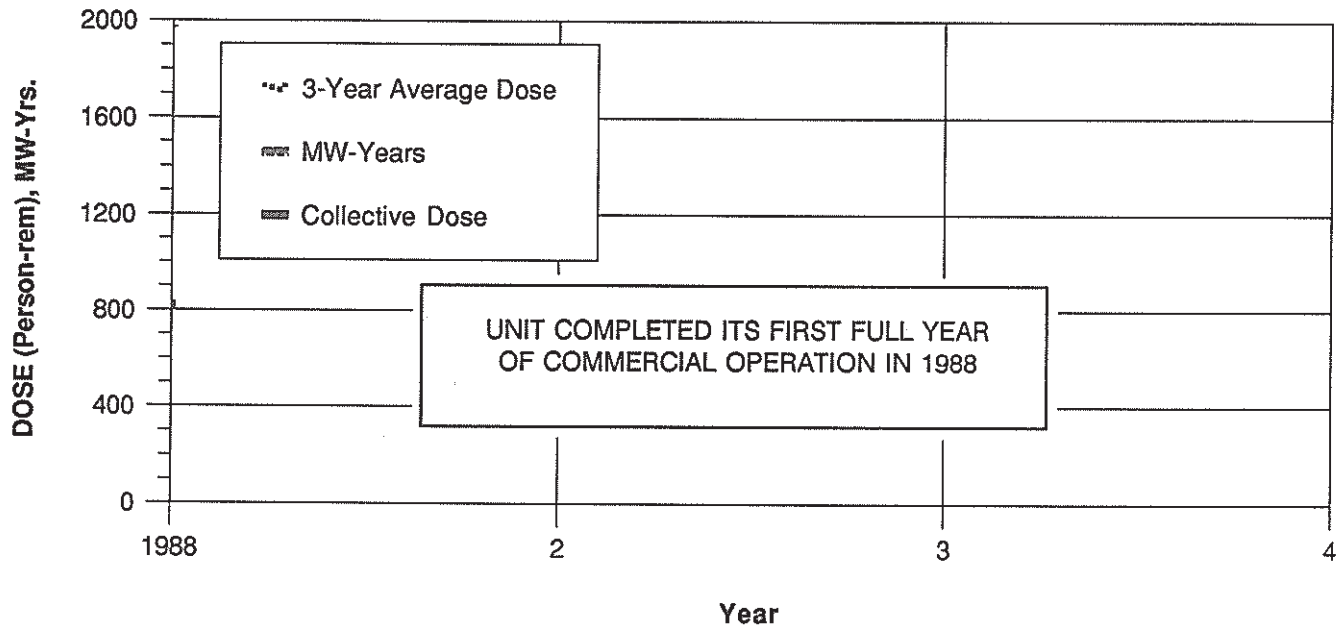 DOSE (Person-rem), MW-Yrs.
2000
1600
1200
800
400
0
3-Year Average Dose
MW-Years
Collective Dose
UNIT COMPLETED ITS FIRST FULL YEAR
OF COMMERCIAL OPERATION IN 1988
1988 2 3 4
Year